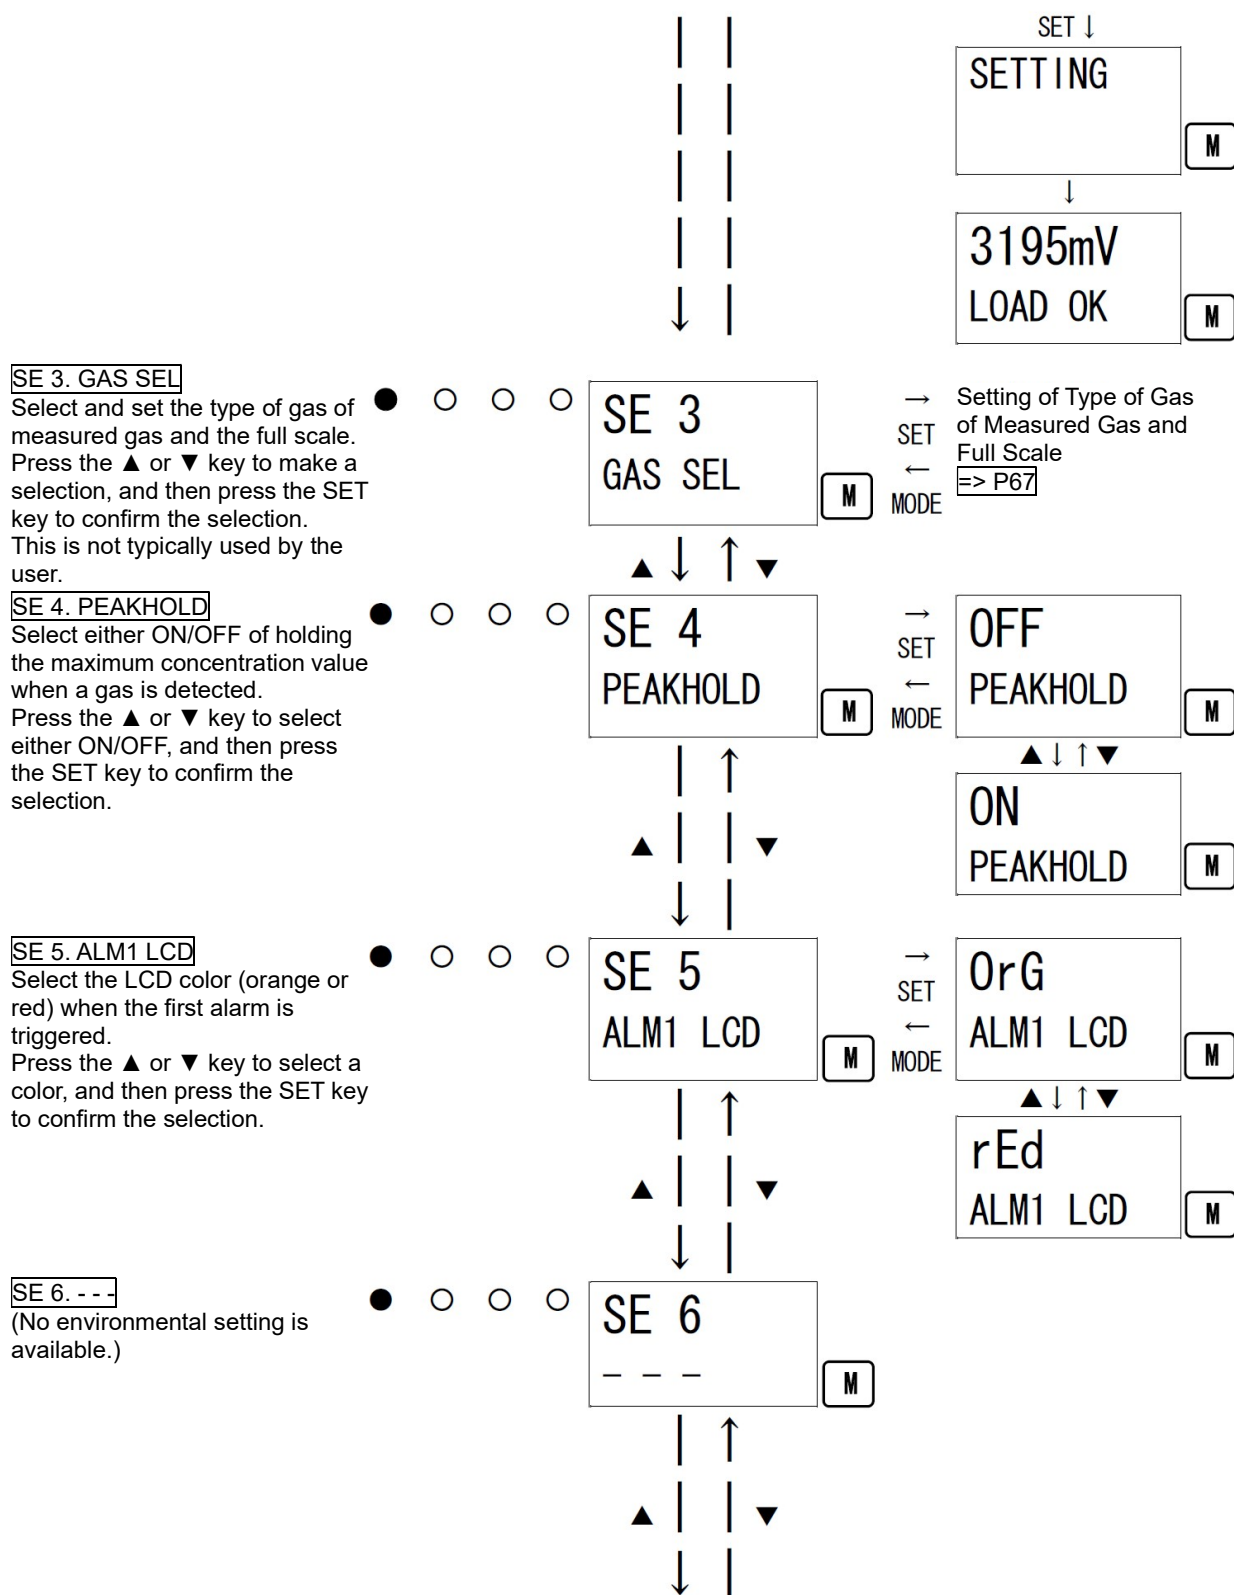 SET ↓
SETTING
M
↓
3195mV
LOAD OK
M
SE 3. GAS SEL
Select and set the type of gas of
measured gas and the full scale.
Press the ▲ or ▼ key to make a
selection, and then press the SET
key to confirm the selection.
This is not typically used by the
user.
● ○ ○ ○
SE 3
GAS SEL
M
→
SET
←
MODE
Setting of Type of Gas
of Measured Gas and
Full Scale
=> P67
▲ ↓ ↑ ▼
SE 4. PEAKHOLD
Select either ON/OFF of holding
the maximum concentration value
when a gas is detected.
Press the ▲ or ▼ key to select
either ON/OFF, and then press
the SET key to confirm the
selection.
● ○ ○ ○
SE 4
PEAKHOLD
M
→
SET
←
MODE
OFF
PEAKHOLD
M
▲ ↓ ↑ ▼
ON
PEAKHOLD
M
▲ ▼
SE 5. ALM1 LCD
Select the LCD color (orange or
red) when the first alarm is
triggered.
Press the ▲ or ▼ key to select a
color, and then press the SET key
to confirm the selection.
● ○ ○ ○
SE 5
ALM1 LCD
M
→
SET
←
MODE
OrG
ALM1 LCD
M
▲ ↓ ↑ ▼
rEd
ALM1 LCD
M
▲ ▼
SE 6. - - -
(No environmental setting is
available.)
● ○ ○ ○
SE 6
- - -
M
▲ ▼